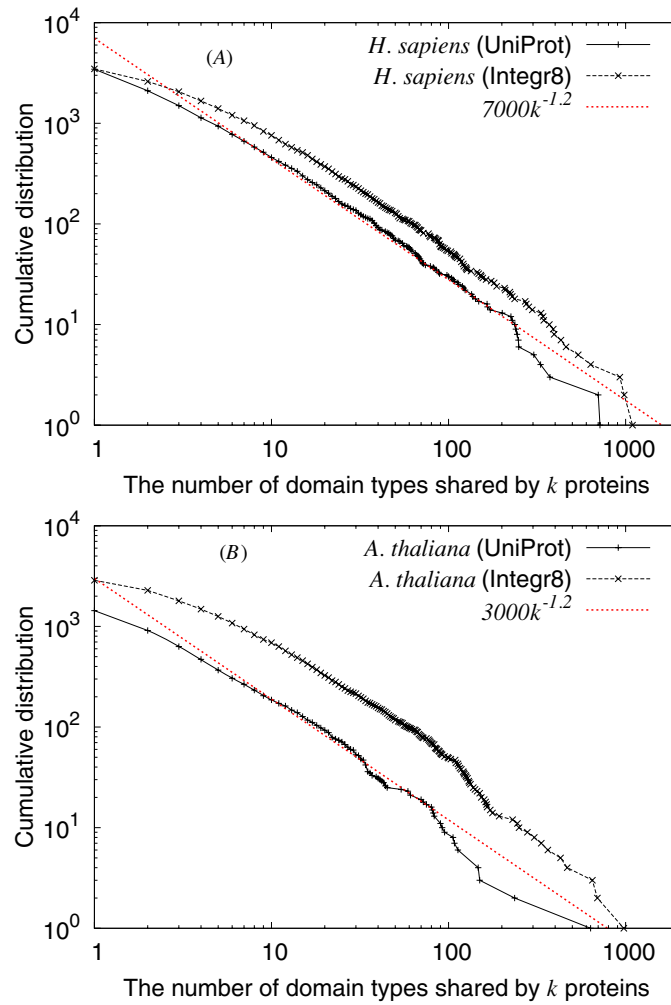 (A)
H. sapiens (UniProt)
H. sapiens (Integr8)
7000k^-1.2
Cumulative distribution
10^4
10^3
10^2
10^1
10^0
1 10 100 1000
The number of domain types shared by k proteins
(B)
A. thaliana (UniProt)
A. thaliana (Integr8)
3000k^-1.2
Cumulative distribution
10^4
10^3
10^2
10^1
10^0
1 10 100 1000
The number of domain types shared by k proteins